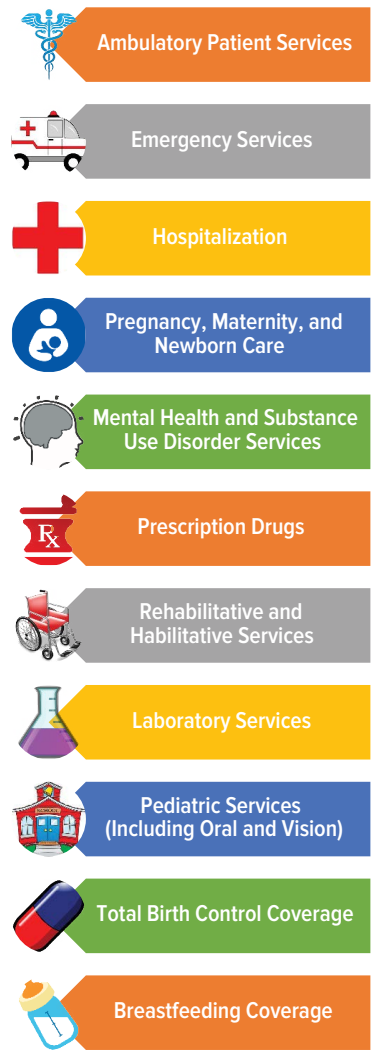 Ambulatory Patient Services
Emergency Services
Hospitalization
Pregnancy, Maternity, and
Newborn Care
Mental Health and Substance
Use Disorder Services
Rx
Prescription Drugs
Rehabilitative and
Habilitative Services
Laboratory Services
Pediatric Services
(Including Oral and Vision)
Total Birth Control Coverage
Breastfeeding Coverage